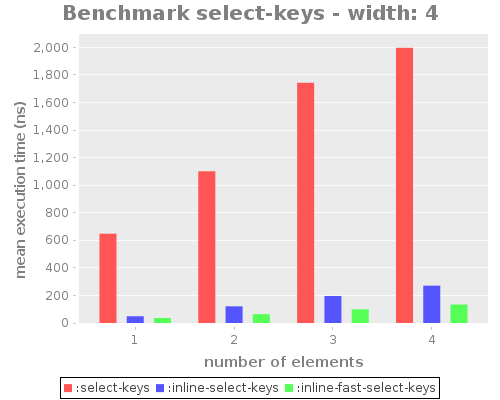 Benchmark select-keys - width: 4
mean execution time (ns)
2,000
1,800
1,600
1,400
1,200
1,000
800
600
400
200
0
1 2 3 4
number of elements
:select-keys :inline-select-keys :inline-fast-select-keys